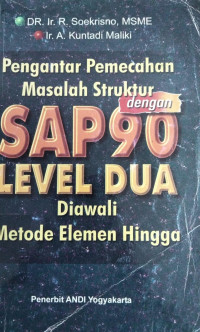 DR. Ir. R. Soekrisno, MSME
Ir. A. Kuntadi Maliki
Pengantar Pemecahan
Masalah Struktur
dengan
SAP90
LEVEL DUA
Diawali
Metode Elemen Hingga
Penerbit ANDI Yogyakarta